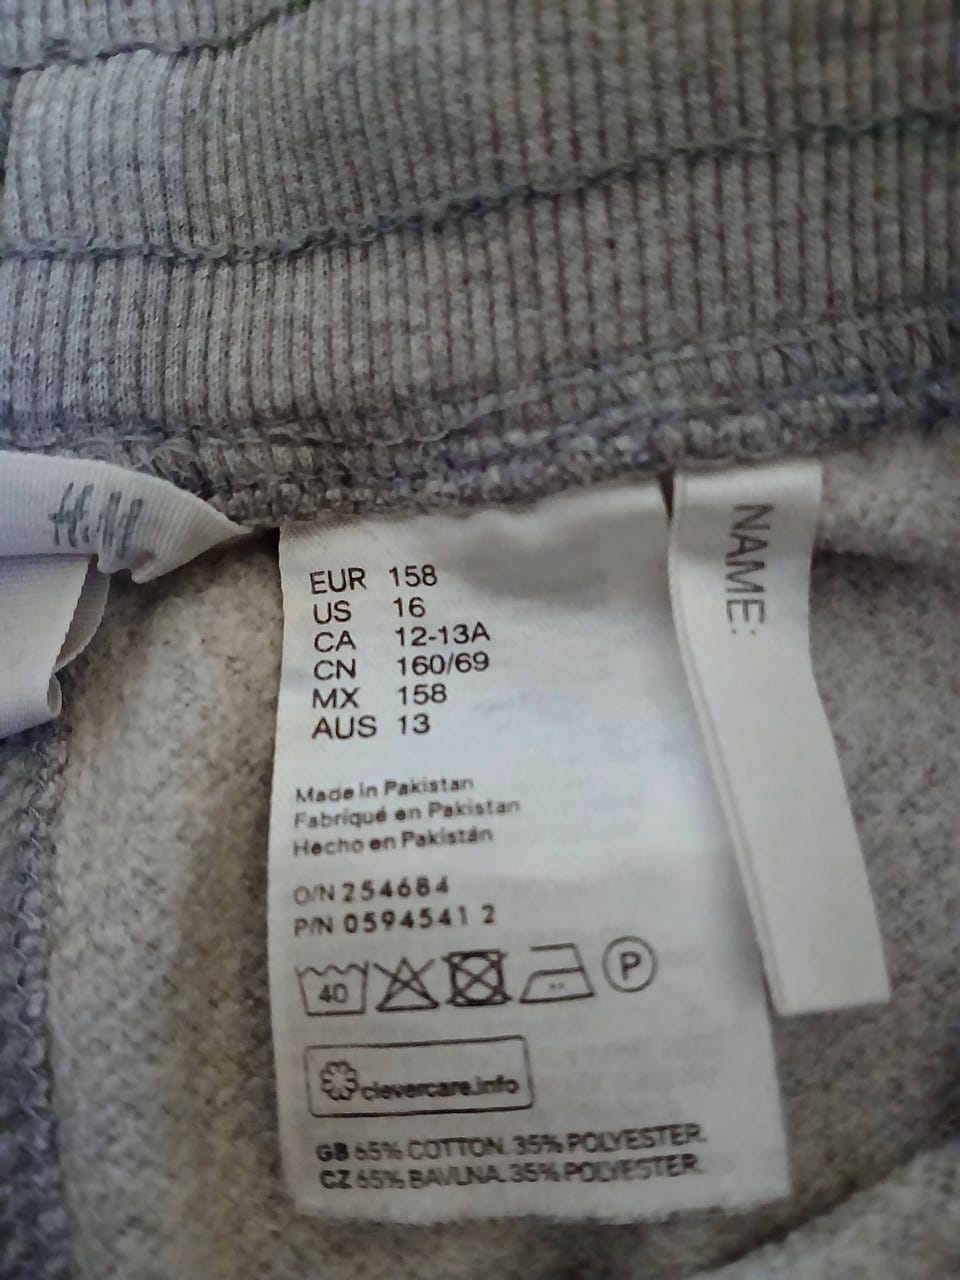 H&M
EUR 158
US 16
CA 12-13A
CN 160/69
MX 158
AUS 13
Made in Pakistan
Fabriqué en Pakistan
Hecho en Pakistán
O/N 254684
P/N 0594541 2
40
P
clevercare.info
GB 65% COTTON. 35% POLYESTER.
CZ 65% BAVLNA. 35% POLYESTER.
NAME: